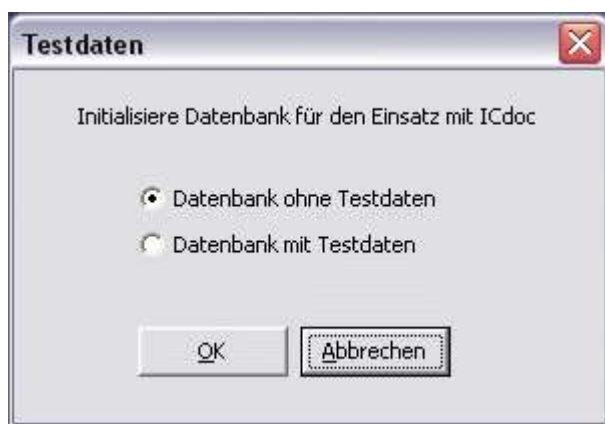 Testdaten
Initialisiere Datenbank für den Einsatz mit ICdoc
Datenbank ohne Testdaten
Datenbank mit Testdaten
OK
Abbrechen